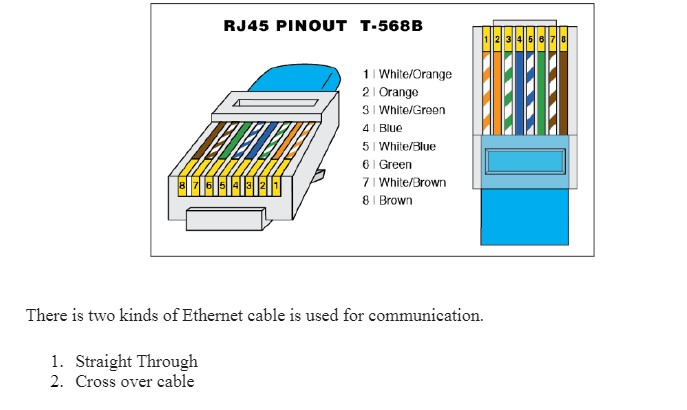 RJ45 PINOUT T-568B
1 | White/Orange
2 | Orange
3 | White/Green
4 | Blue
5 | White/Blue
6 | Green
7 | White/Brown
8 | Brown
8 7 6 5 4 3 2 1
1 2 3 4 5 6 7 8
There is two kinds of Ethernet cable is used for communication.
1. Straight Through
2. Cross over cable